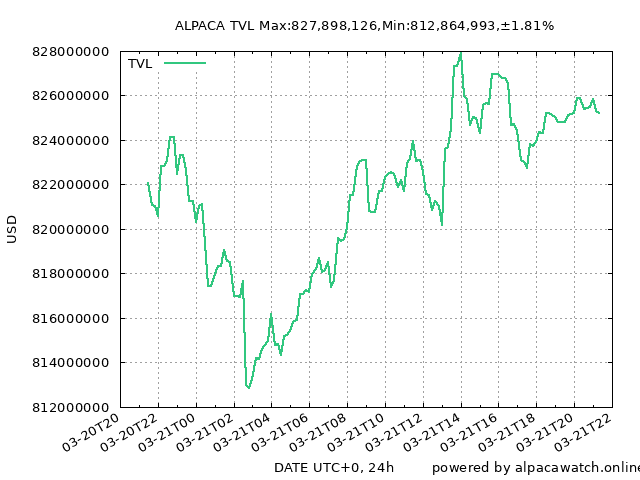 ALPACA TVL Max:827,898,126,Min:812,864,993,±1.81%
TVL
828000000
826000000
824000000
822000000
820000000
818000000
816000000
814000000
812000000
USD
03-20T20
03-20T22
03-21T00
03-21T02
03-21T04
03-21T06
03-21T08
03-21T10
03-21T12
03-21T14
03-21T16
03-21T18
03-21T20
03-21T22
DATE UTC+0, 24h
powered by alpacawatch.online